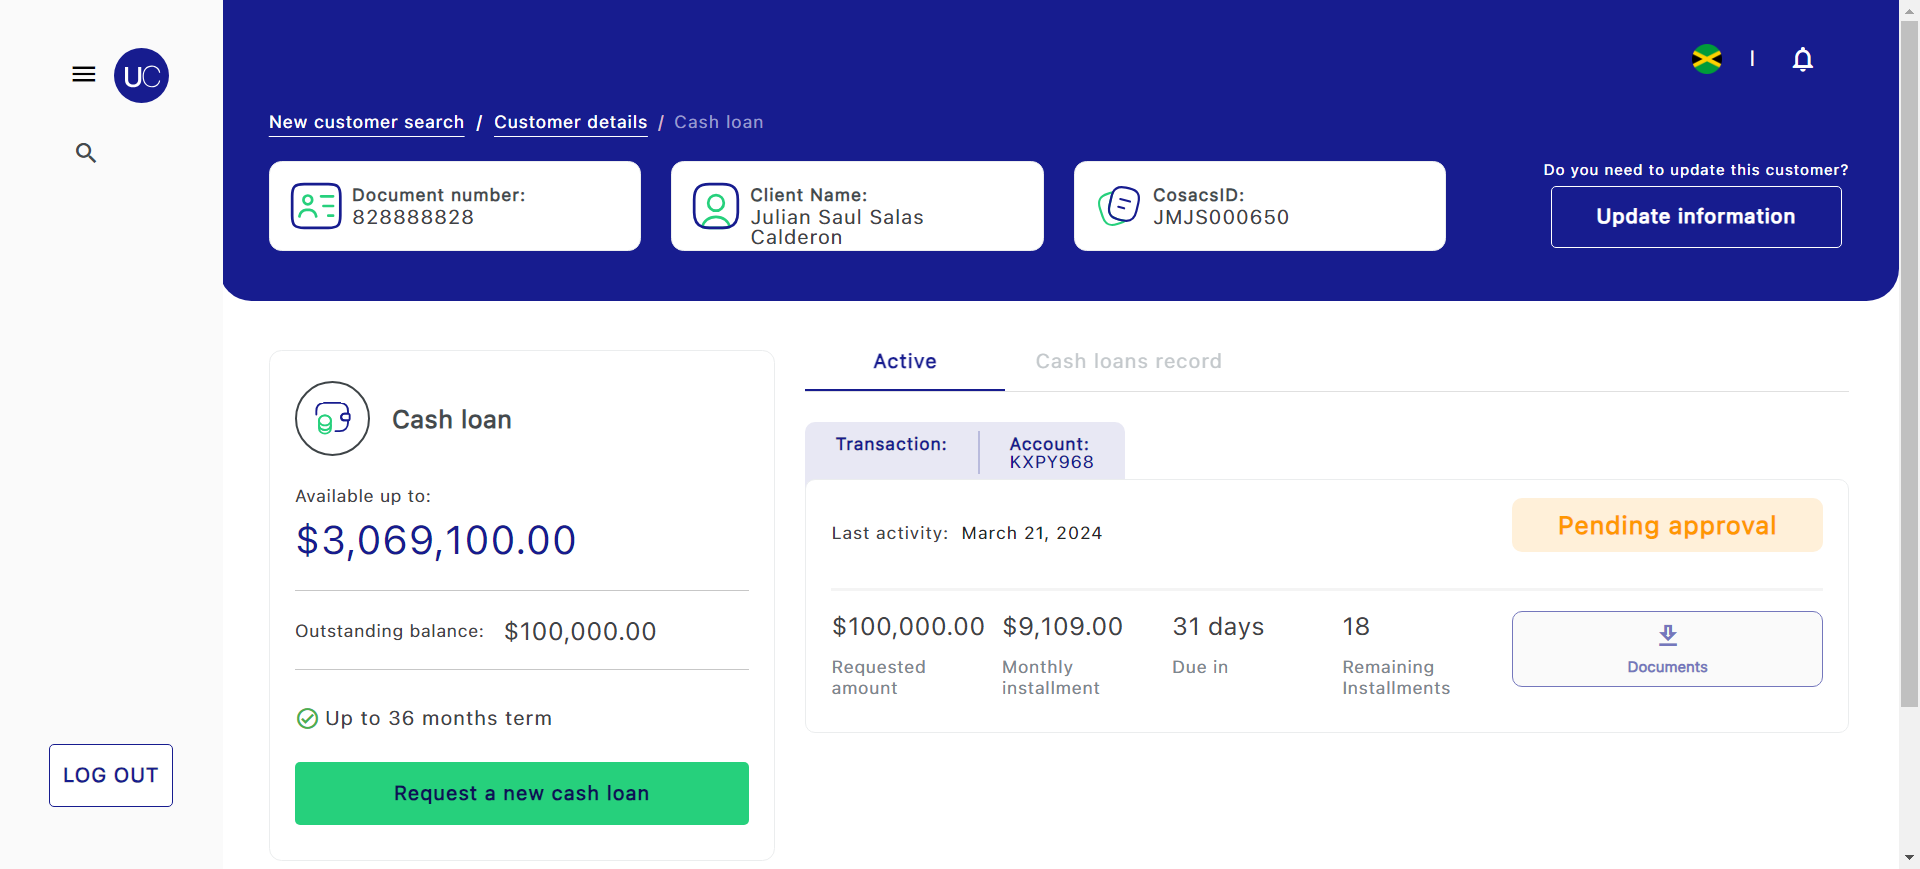 UC
New customer search / Customer details / Cash loan
Document number:
828888828
Client Name:
Julian Saul Salas
Calderon
CosacsID:
JMJS000650
Do you need to update this customer?
Update information
LOG OUT
Cash loan
Available up to:
$3,069,100.00
Outstanding balance: $100,000.00
Up to 36 months term
Request a new cash loan
Active
Cash loans record
Transaction:
Account:
KXPY968
Last activity: March 21, 2024
Pending approval
$100,000.00
Requested
amount
$9,109.00
Monthly
installment
31 days
Due in
18
Remaining
Installments
Documents